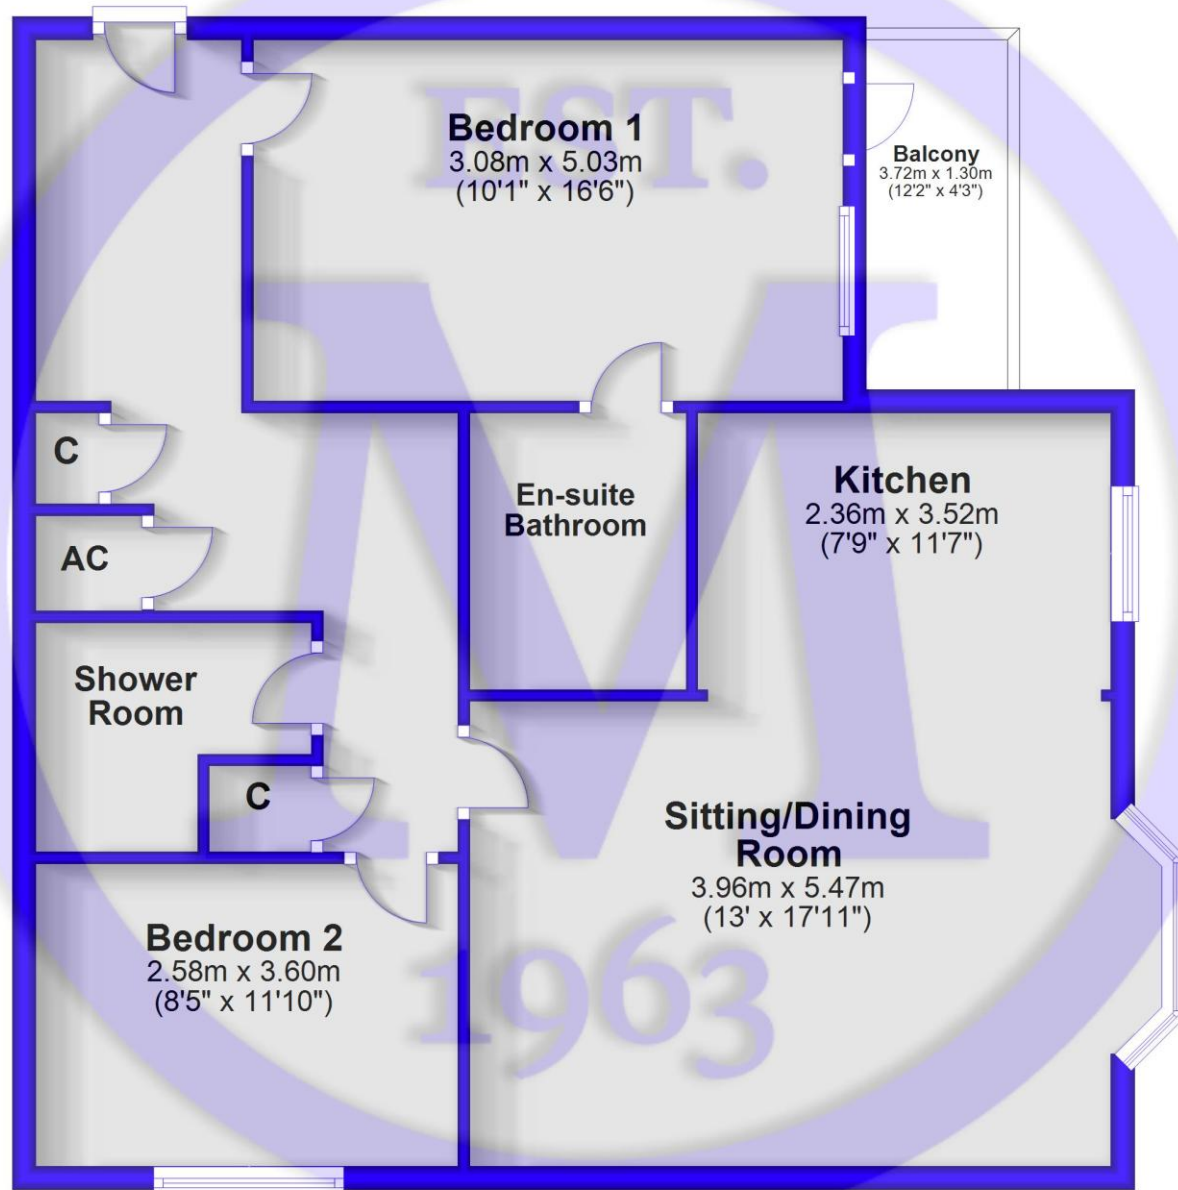 EST.
Bedroom 1
3.08m x 5.03m
(10'1" x 16'6")
Balcony
3.72m x 1.30m
(12'2" x 4'3")
C
AC
En-suite
Bathroom
Kitchen
2.36m x 3.52m
(7'9" x 11'7")
Shower
Room
C
M
Sitting/Dining
Room
3.96m x 5.47m
(13' x 17'11")
Bedroom 2
2.58m x 3.60m
(8'5" x 11'10")
1963